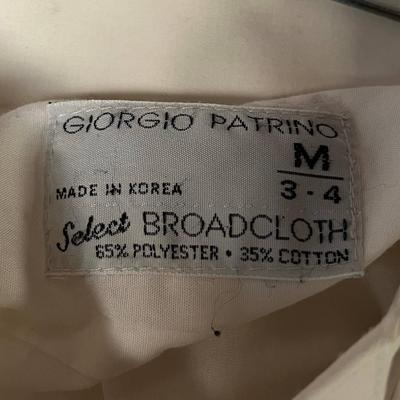 GIORGIO PATRINO
M
MADE IN KOREA 3-4
Select BROADCLOTH
65% POLYESTER • 35% COTTON